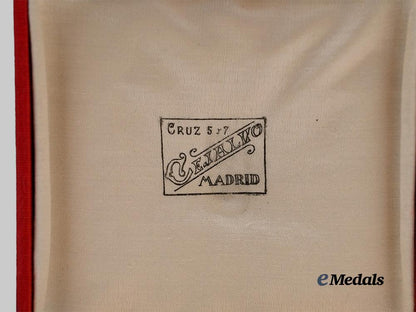 CRUZ 5 Y 7
CEJALVO
MADRID
eMedals